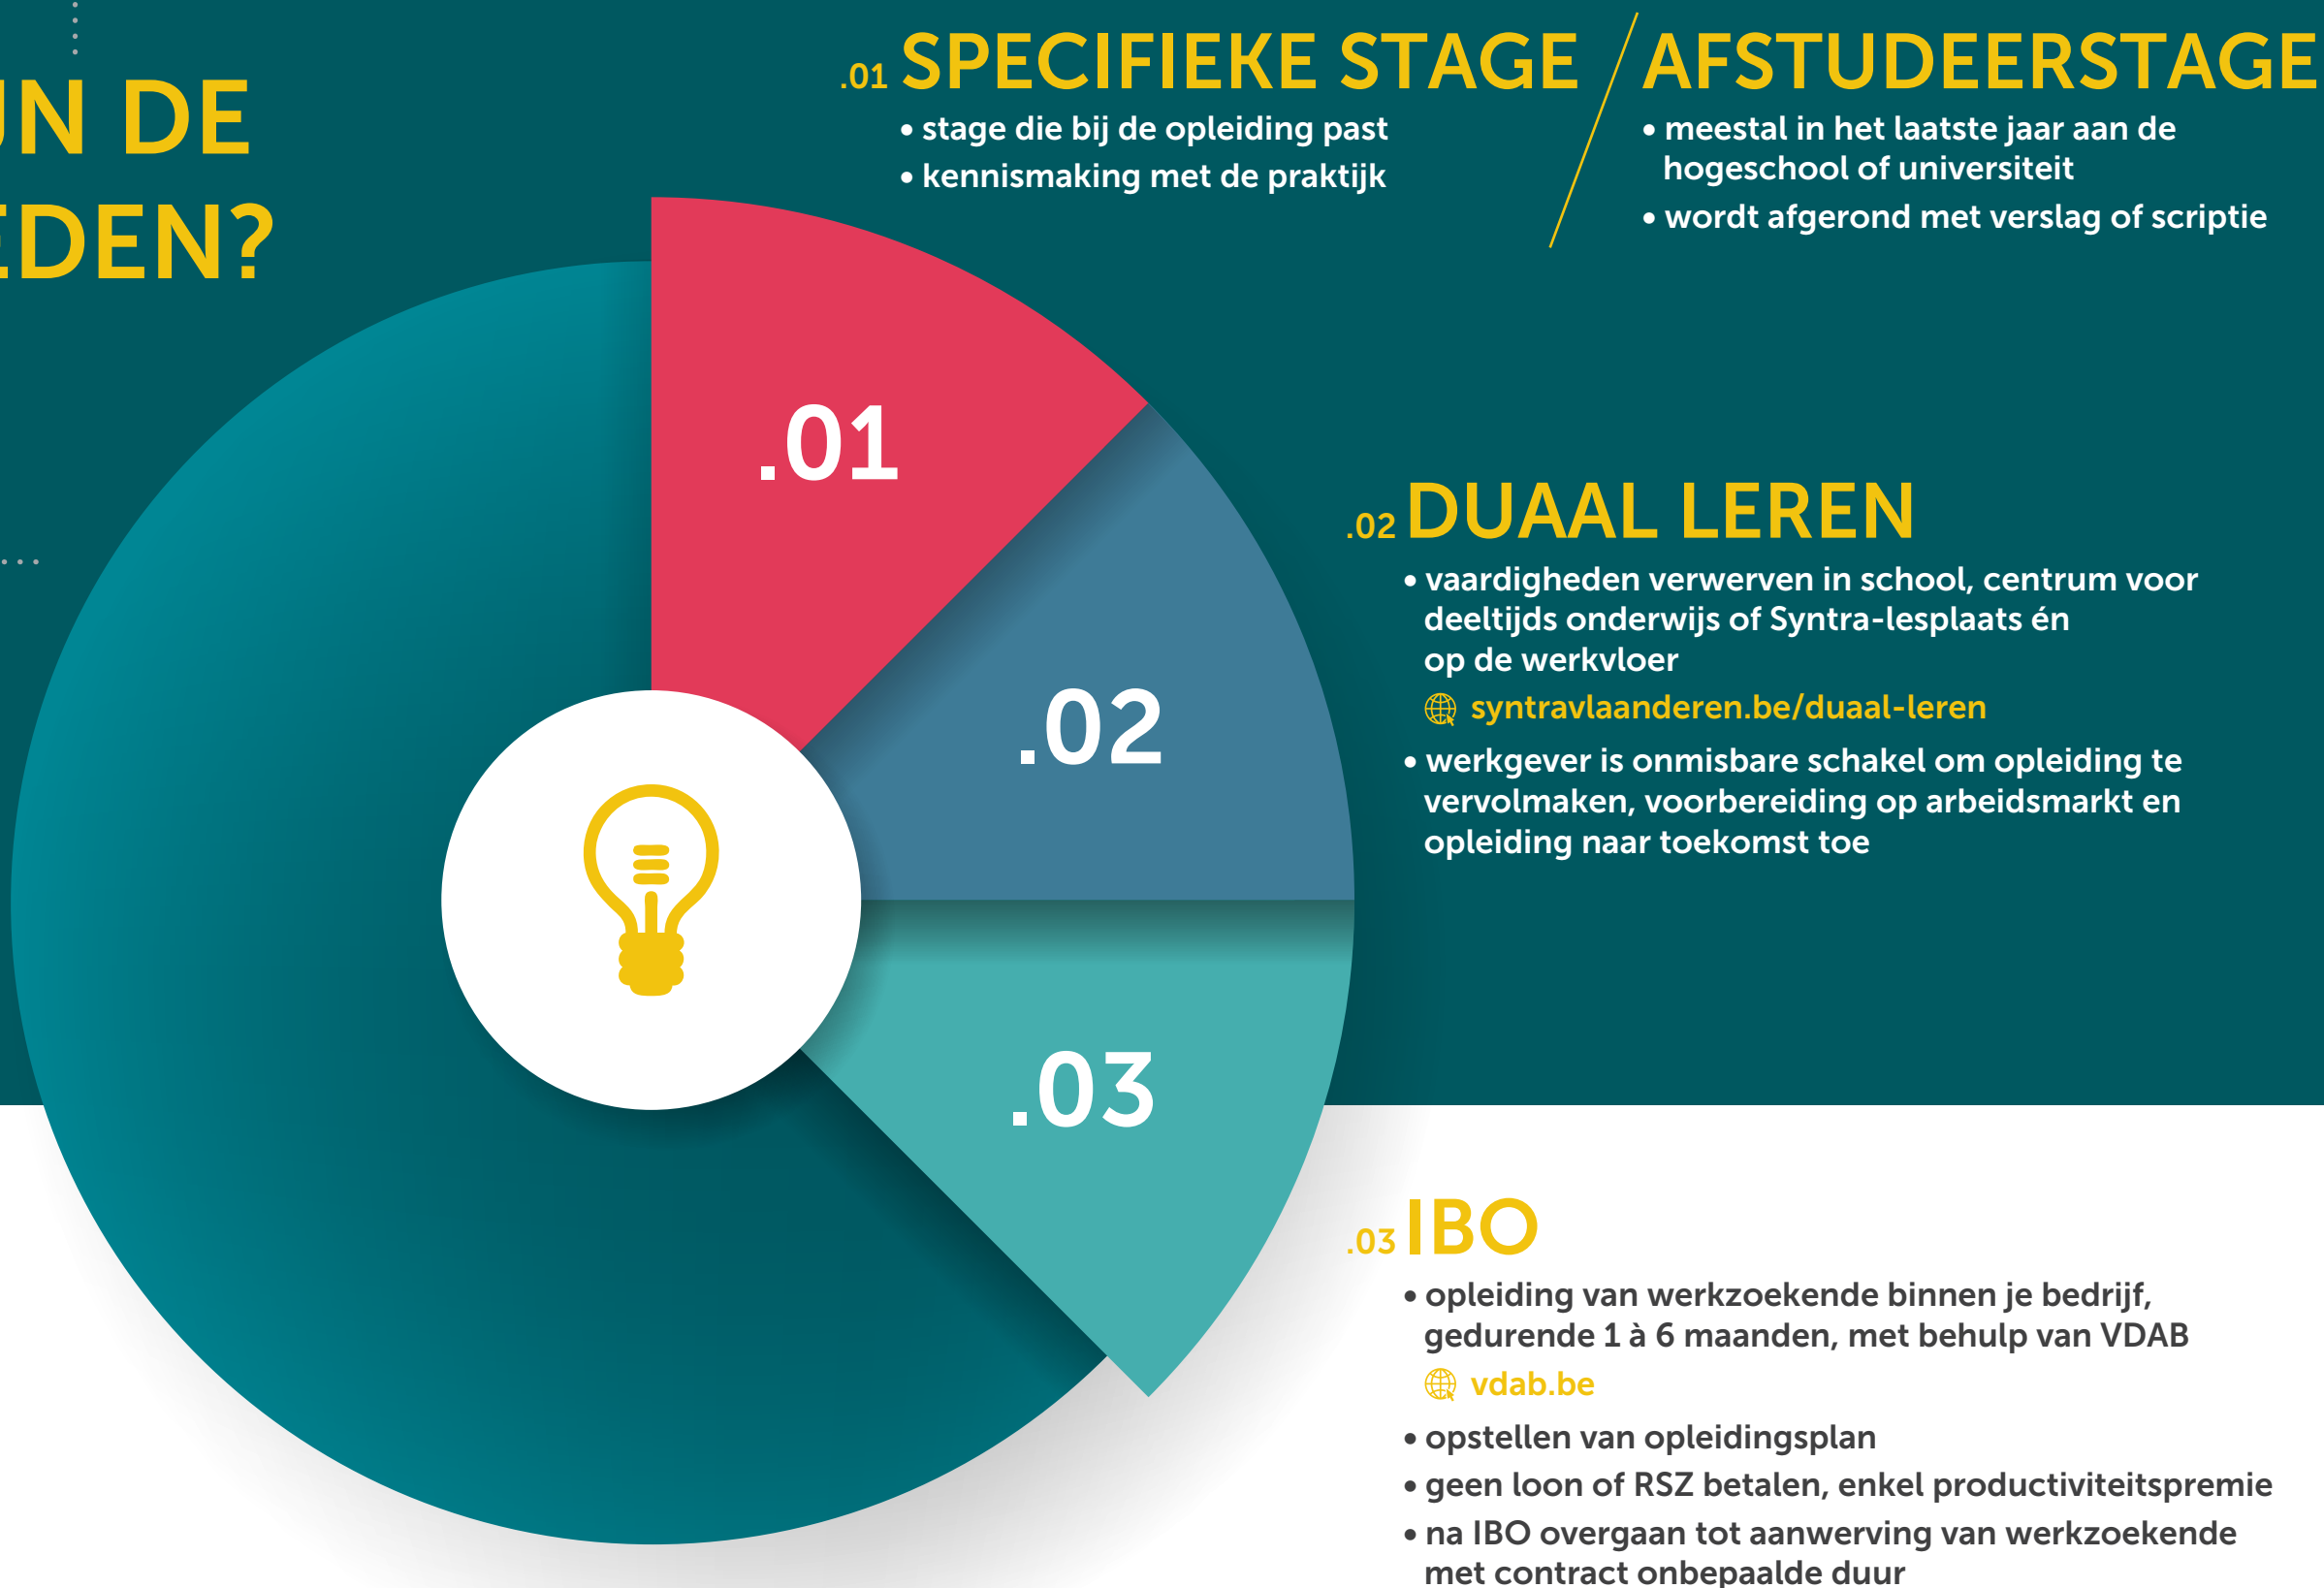 JN DE
EDEN?
.01 SPECIFIEKE STAGE
• stage die bij de opleiding past
• kennismaking met de praktijk
AFSTUDEERSTAGE
• meestal in het laatste jaar aan de
hogeschool of universiteit
• wordt afgerond met verslag of scriptie
.01
.02
.03
.02 DUAAL LEREN
• vaardigheden verwerven in school, centrum voor
deeltijds onderwijs of Syntra-lesplaats én
op de werkvloer
syntravlaanderen.be/duaal-leren
• werkgever is onmisbare schakel om opleiding te
vervolmaken, voorbereiding op arbeidsmarkt en
opleiding naar toekomst toe
.03 IBO
• opleiding van werkzoekende binnen je bedrijf,
gedurende 1 à 6 maanden, met behulp van VDAB
vdab.be
• opstellen van opleidingsplan
• geen loon of RSZ betalen, enkel productiviteitspremie
• na IBO overgaan tot aanwerving van werkzoekende
met contract onbepaalde duur